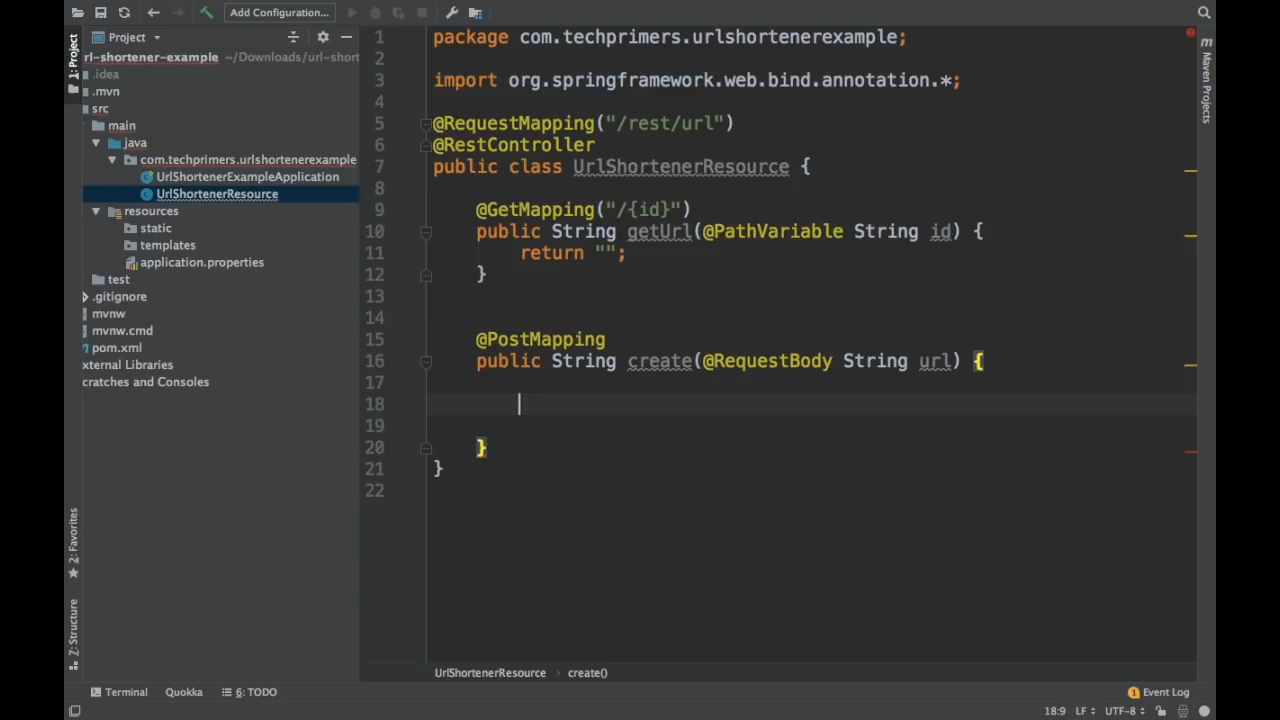 Add Configuration...
1: Project
Project
rl-shortener-example ~/Downloads/url-short
.idea
.mvn
src
main
java
com.techprimers.urlshortenerexample
UrlShortenerExampleApplication
UrlShortenerResource
resources
static
templates
application.properties
test
.gitignore
mvnw
mvnw.cmd
pom.xml
xternal Libraries
cratches and Consoles
2: Favorites
Z: Structure
1 package com.techprimers.urlshortenerexample;
2
3 import org.springframework.web.bind.annotation.*;
4
5 @RequestMapping("/rest/url")
6 @RestController
7 public class UrlShortenerResource {
8
9 @GetMapping("/{id}")
10 public String getUrl(@PathVariable String id) {
11 return "";
12 }
13
14
15 @PostMapping
16 public String create(@RequestBody String url) {
17
18
19
20 }
21 }
22
m Maven Projects
UrlShortenerResource › create()
Terminal Quokka 6: TODO
1 Event Log
18:9 LF UTF-8